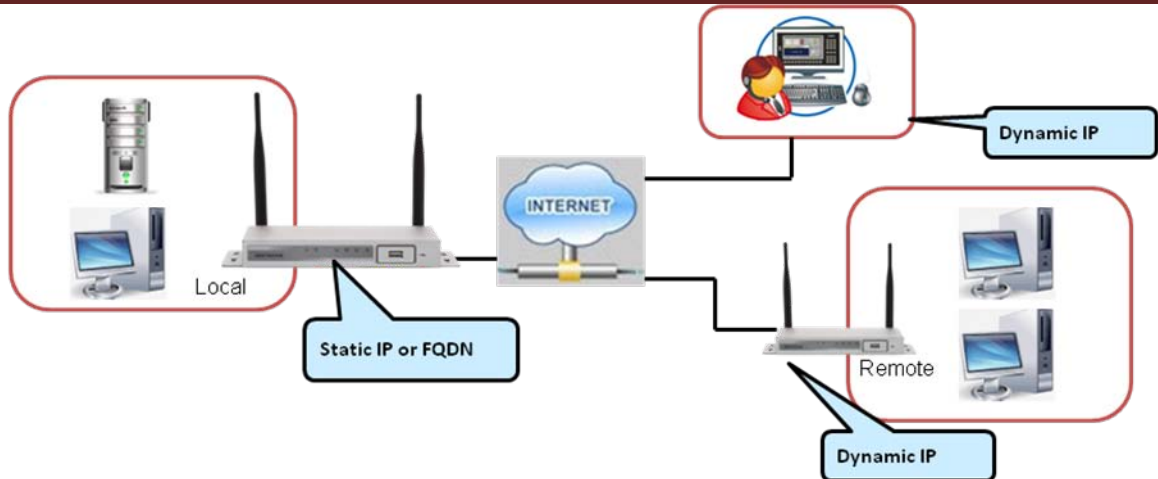 Dynamic IP
INTERNET
Local
Static IP or FQDN
Remote
Dynamic IP